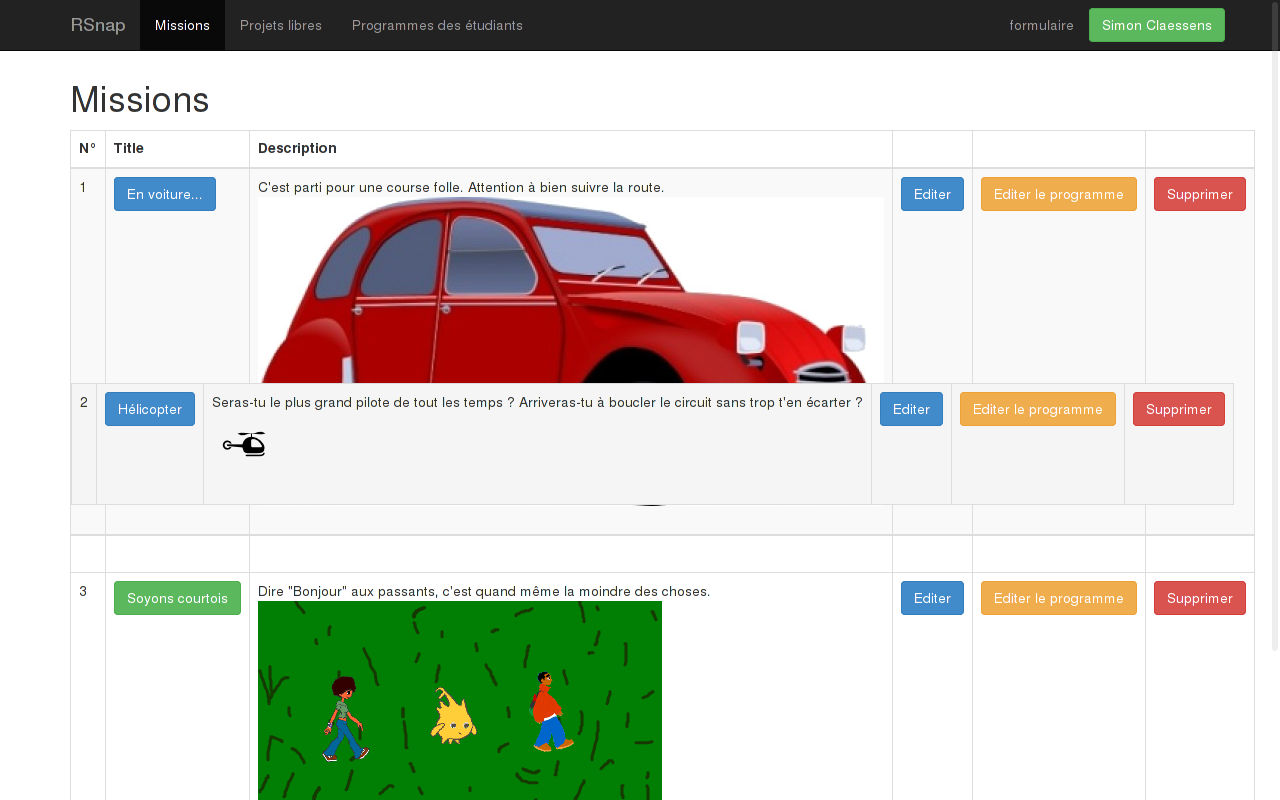 RSnap Missions Projets libres Programmes des étudiants formulaire Simon Claessens
Missions
N° Title Description
1 En voiture... C'est parti pour une course folle. Attention à bien suivre la route. Editer Editer le programme Supprimer
2 Hélicopter Seras-tu le plus grand pilote de tout les temps ? Arriveras-tu à boucler le circuit sans trop t'en écarter ? Editer Editer le programme Supprimer
3 Soyons courtois Dire "Bonjour" aux passants, c'est quand même la moindre des choses. Editer Editer le programme Supprimer